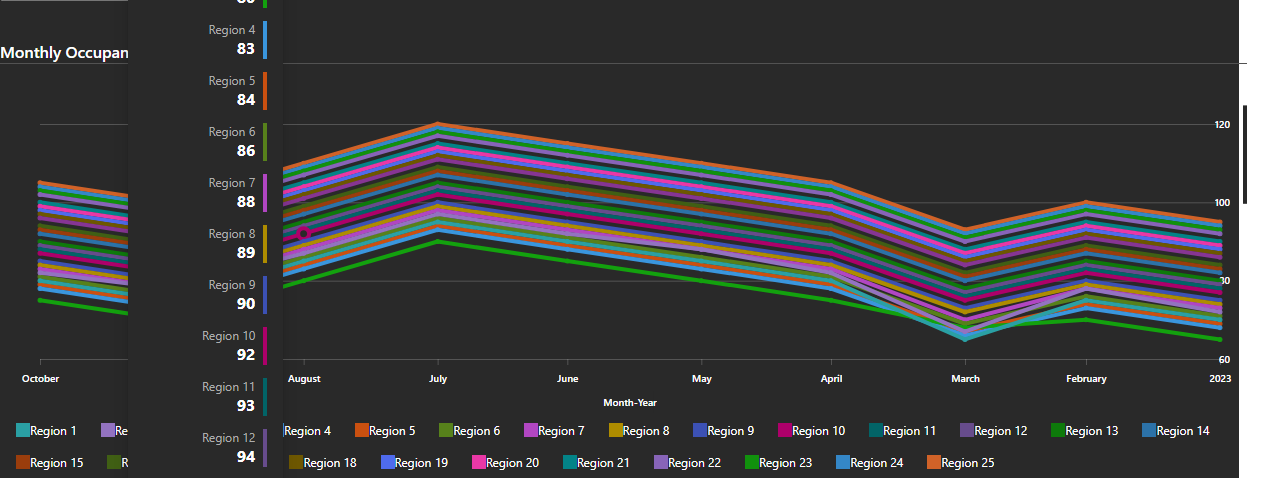 Region 4
83
Monthly Occupan
Region 5
84
120
Region 6
86
Region 7
88
100
Region 8
89
80
Region 9
90
Region 10
92
60
October August July June May April March February 2023
Region 11
93
Month-Year
Region 1 Re Region 4 Region 5 Region 6 Region 7 Region 8 Region 9 Region 10 Region 11 Region 12 Region 13 Region 14
Region 12
94
Region 15 R Region 18 Region 19 Region 20 Region 21 Region 22 Region 23 Region 24 Region 25